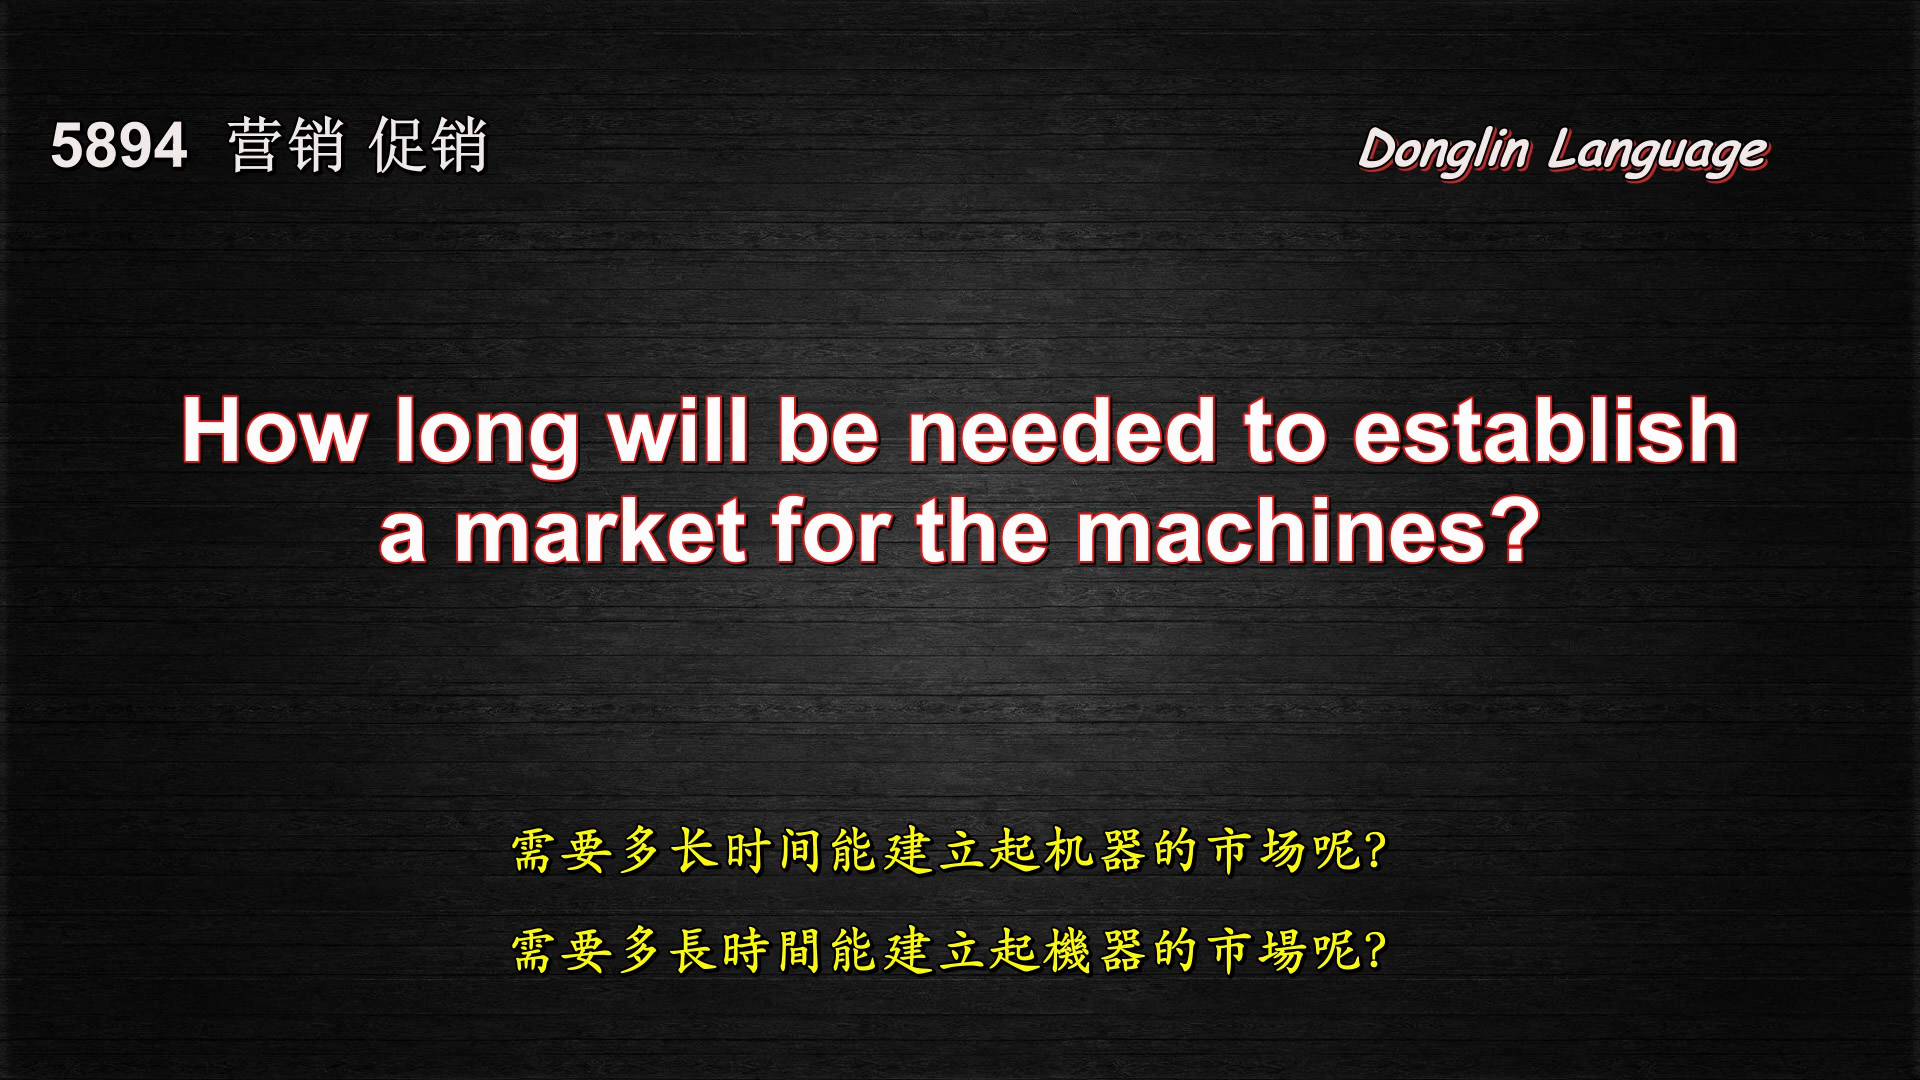 5894 营销 促销
Donglin Language
How long will be needed to establish
a market for the machines?
需要多长时间能建立起机器的市场呢?
需要多長時間能建立起機器的市場呢?